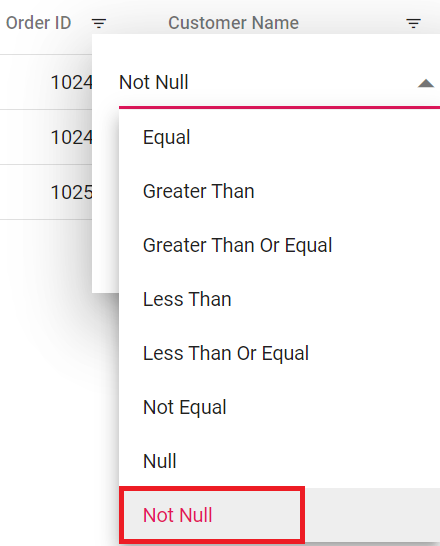 Order ID Customer Name
Not Null
1024
Equal
1024
Greater Than
1025
Greater Than Or Equal
Less Than
Less Than Or Equal
Not Equal
Null
Not Null